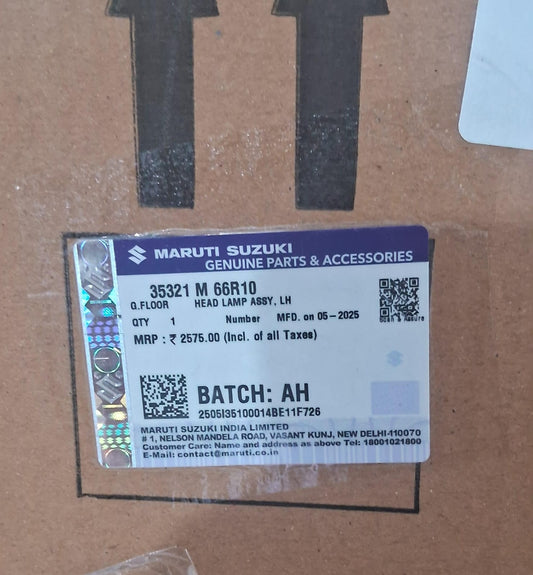 MARUTI SUZUKI
GENUINE PARTS & ACCESSORIES
35321 M 66R10
G.FLOOR HEAD LAMP ASSY, LH
QTY 1 Number MFD. on 05-2025
MRP : ₹ 2575.00 (Incl. of all Taxes)
Scan & Assure
BATCH: AH
2505I35100014BE11F726
MARUTI SUZUKI INDIA LIMITED
# 1, NELSON MANDELA ROAD, VASANT KUNJ, NEW DELHI-110070
Customer Care: Name and address as above Tel: 18001021800
E-Mail: contact@maruti.co.in